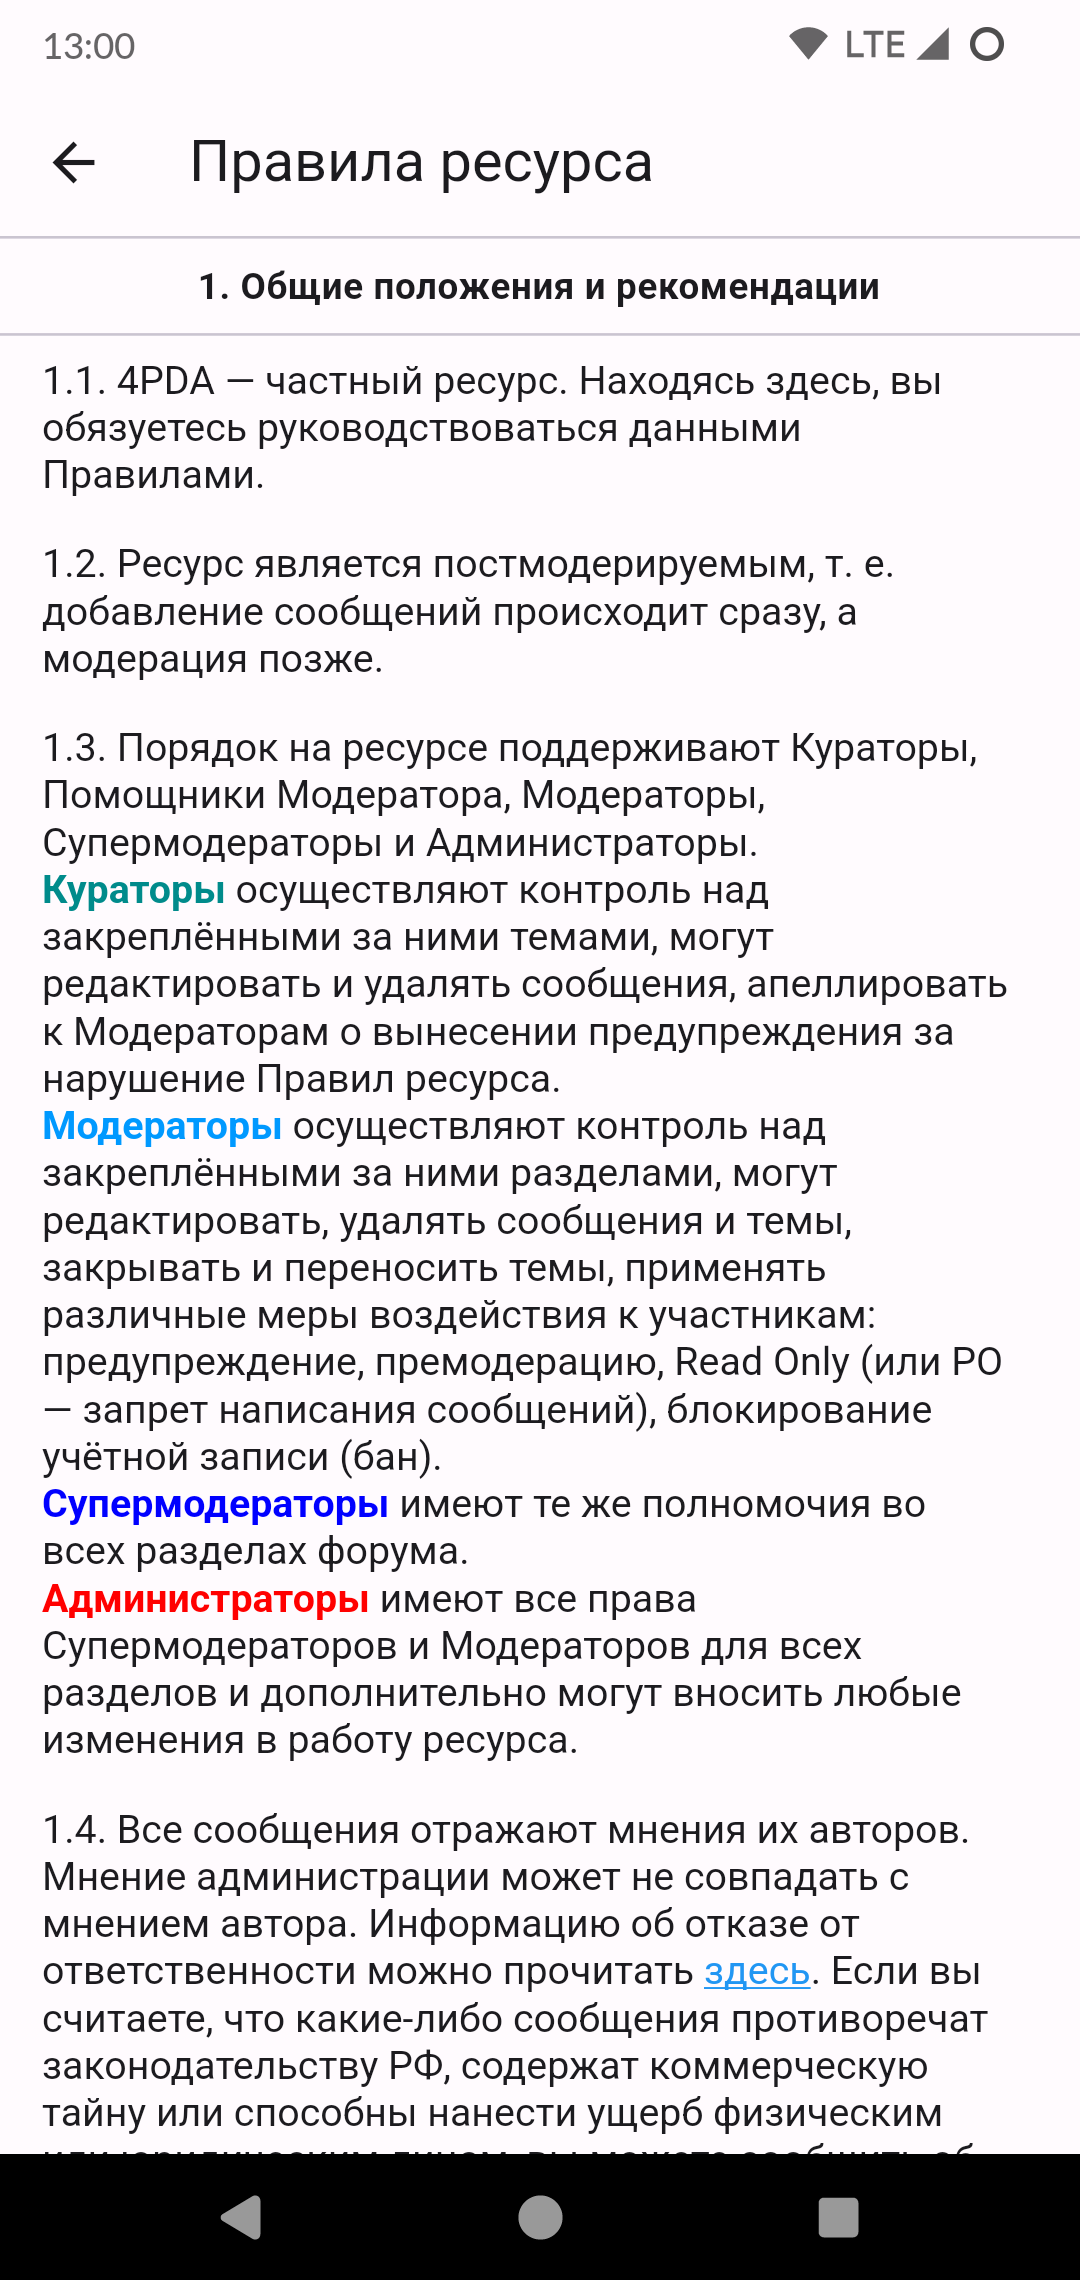 13:00
LTE
Правила ресурса
1. Общие положения и рекомендации
1.1. 4PDA — частный ресурс. Находясь здесь, вы
обязуетесь руководствоваться данными
Правилами.
1.2. Ресурс является постмодерируемым, т. е.
добавление сообщений происходит сразу, а
модерация позже.
1.3. Порядок на ресурсе поддерживают Кураторы,
Помощники Модератора, Модераторы,
Супермодераторы и Администраторы.
Кураторы осуществляют контроль над
закреплёнными за ними темами, могут
редактировать и удалять сообщения, апеллировать
к Модераторам о вынесении предупреждения за
нарушение Правил ресурса.
Модераторы осуществляют контроль над
закреплёнными за ними разделами, могут
редактировать, удалять сообщения и темы,
закрывать и переносить темы, применять
различные меры воздействия к участникам:
предупреждение, премодерацию, Read Only (или РО
— запрет написания сообщений), блокирование
учётной записи (бан).
Супермодераторы имеют те же полномочия во
всех разделах форума.
Администраторы имеют все права
Супермодераторов и Модераторов для всех
разделов и дополнительно могут вносить любые
изменения в работу ресурса.
1.4. Все сообщения отражают мнения их авторов.
Мнение администрации может не совпадать с
мнением автора. Информацию об отказе от
ответственности можно прочитать здесь. Если вы
считаете, что какие-либо сообщения противоречат
законодательству РФ, содержат коммерческую
тайну или способны нанести ущерб физическим
или юридическим лицам, вы можете сообщить об